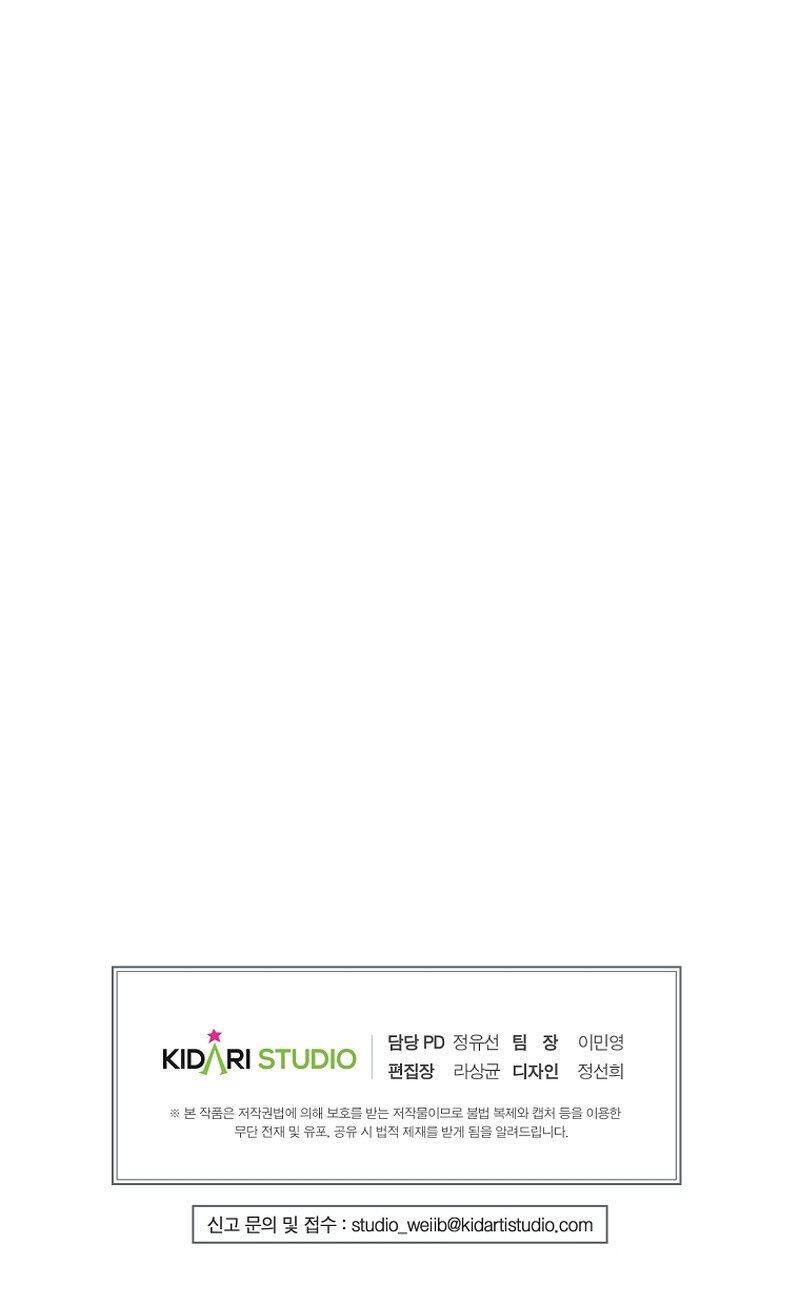 KIDARI STUDIO
담당 PD 정유선 팀 장 이민영
편집장 라상균 디자인 정선희
※ 본 작품은 저작권법에 의해 보호를 받는 저작물이므로 불법 복제와 캡처 등을 이용한
무단 전재 및 유포, 공유 시 법적 제재를 받게 됨을 알려드립니다.
신고 문의 및 접수 : studio_weiib@kidartistudio.com